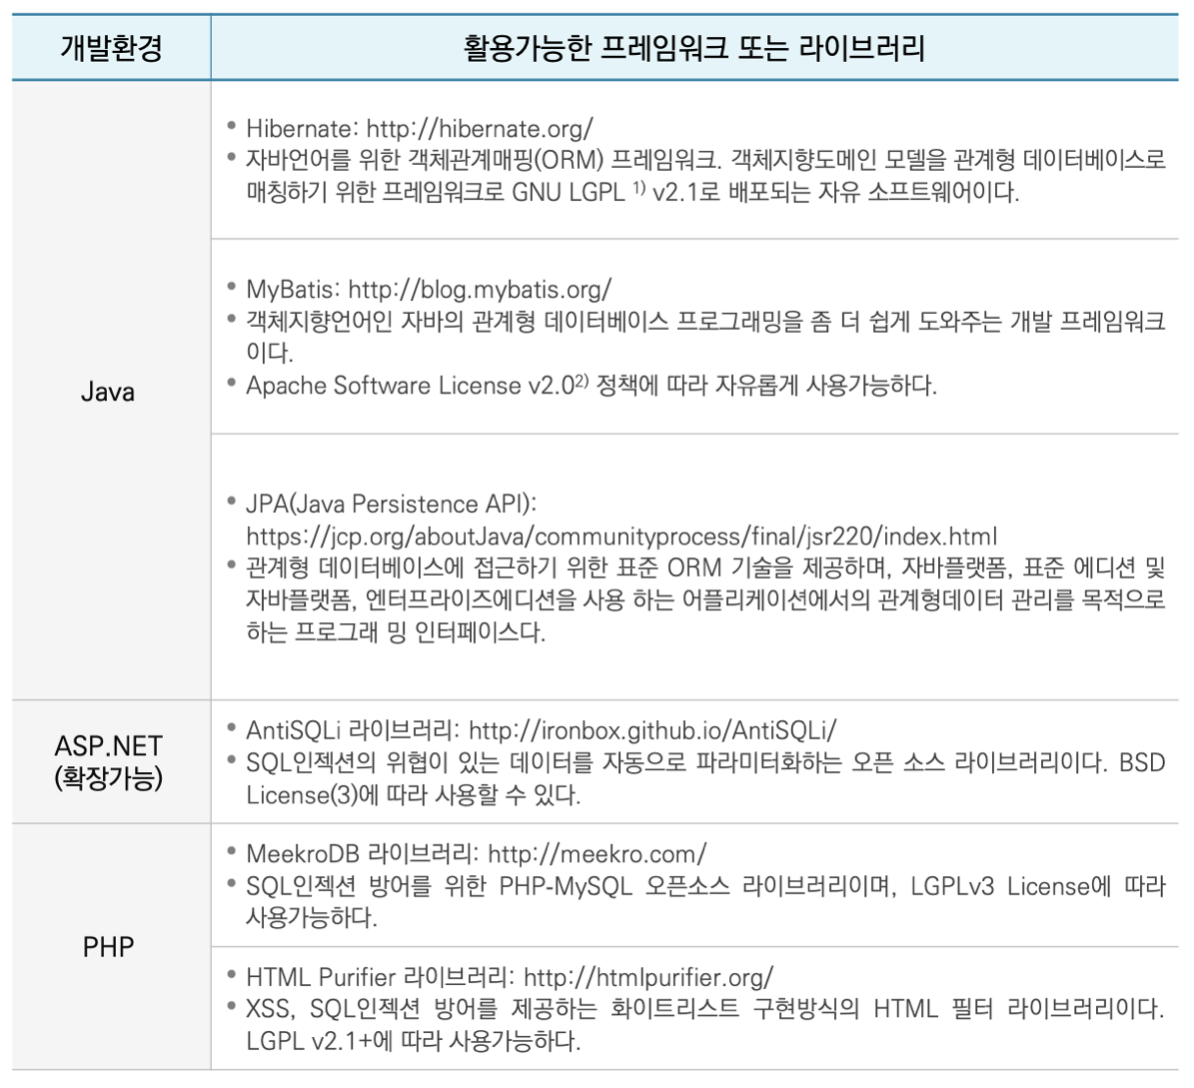 개발환경
활용가능한 프레임워크 또는 라이브러리
Java
• Hibernate: http://hibernate.org/
• 자바언어를 위한 객체관계매핑(ORM) 프레임워크. 객체지향도메인 모델을 관계형 데이터베이스로
매칭하기 위한 프레임워크로 GNU LGPL 1) v2.1로 배포되는 자유 소프트웨어이다.
• MyBatis: http://blog.mybatis.org/
• 객체지향언어인 자바의 관계형 데이터베이스 프로그래밍을 좀 더 쉽게 도와주는 개발 프레임워크
이다.
• Apache Software License v2.02) 정책에 따라 자유롭게 사용가능하다.
• JPA(Java Persistence API):
https://jcp.org/aboutJava/communityprocess/final/jsr220/index.html
• 관계형 데이터베이스에 접근하기 위한 표준 ORM 기술을 제공하며, 자바플랫폼, 표준 에디션 및
자바플랫폼, 엔터프라이즈에디션을 사용 하는 어플리케이션에서의 관계형데이터 관리를 목적으로
하는 프로그래 밍 인터페이스다.
ASP.NET
(확장가능)
• AntiSQLi 라이브러리: http://ironbox.github.io/AntiSQLi/
• SQL인젝션의 위협이 있는 데이터를 자동으로 파라미터화하는 오픈 소스 라이브러리이다. BSD
License(3)에 따라 사용할 수 있다.
PHP
• MeekroDB 라이브러리: http://meekro.com/
• SQL인젝션 방어를 위한 PHP-MySQL 오픈소스 라이브러리이며, LGPLv3 License에 따라
사용가능하다.
• HTML Purifier 라이브러리: http://htmlpurifier.org/
• XSS, SQL인젝션 방어를 제공하는 화이트리스트 구현방식의 HTML 필터 라이브러리이다.
LGPL v2.1+에 따라 사용가능하다.